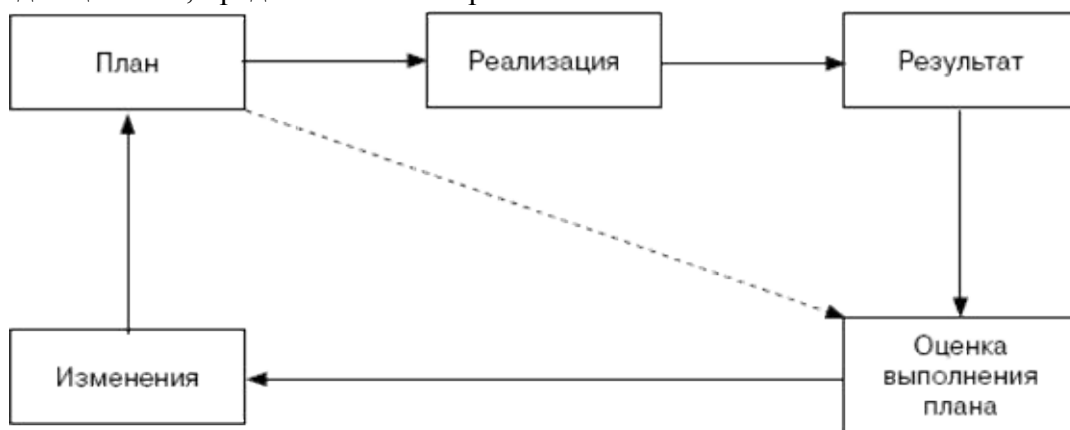 План
Реализация
Результат
Изменения
Оценка
выполнения
плана